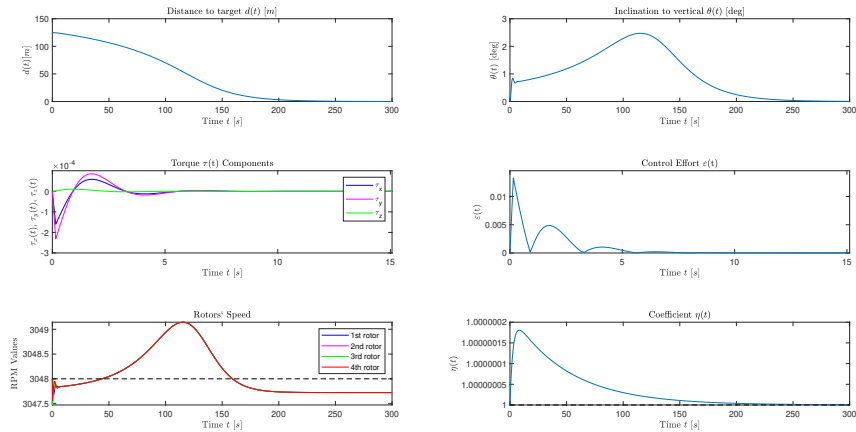 Distance to target d(t) [m]
d(t)[m]
150
100
50
0
0 50 100 150 200 250 300
Time t [s]
Inclination to vertical θ(t) [deg]
θ(t) [deg]
3
2
1
0
0 50 100 150 200 250 300
Time t [s]
Torque τ(t) Components
×10⁻⁴
τx(t), τy(t), τz(t)
0
-1
-2
-3
0 5 10 15
Time t [s]
τx
τy
τz
Control Effort ε(t)
ε(t)
0.01
0.005
0
0 5 10 15
Time t [s]
Rotors' Speed
RPM Values
3049
3048.5
3048
3047.5
0 50 100 150 200 250 300
Time t [s]
1st rotor
2nd rotor
3rd rotor
4th rotor
Coefficient η(t)
η(t)
1.0000002
1.00000015
1.0000001
1.00000005
1
0 50 100 150 200 250 300
Time t [s]